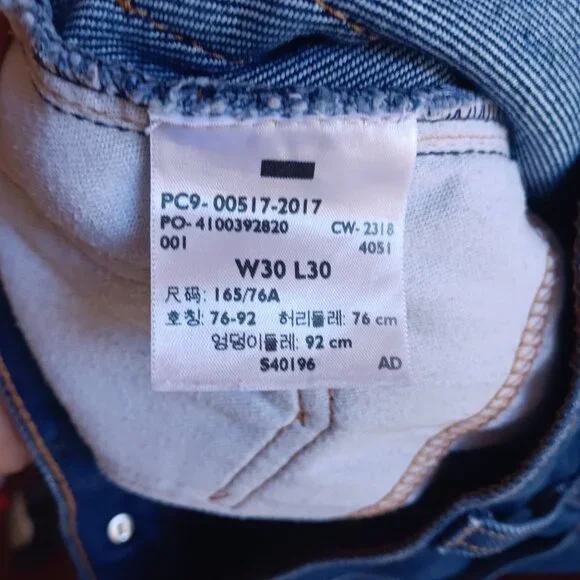 PC9-00517-2017
PO-4100392820 CW-2318
001 4051
W30 L30
尺码: 165/76A
호칭: 76-92 허리둘레: 76 cm
엉덩이둘레: 92 cm
S40196 AD